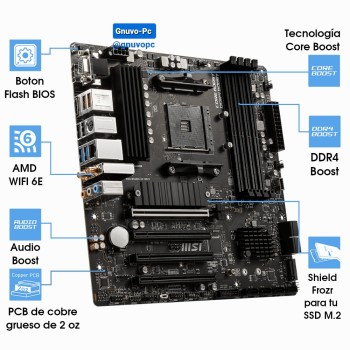 Gnuvo-Pc
@gnuvopc
Boton
Flash BIOS
Tecnología
Core Boost
CORE
BOOST
6
AMD
WIFI 6E
DDR4
BOOST
DDR4
Boost
AUDIO
BOOST
Audio
Boost
Copper PCB
PCB de cobre
grueso de 2 oz
msi
Shield
Frozr
para tu
SSD M.2